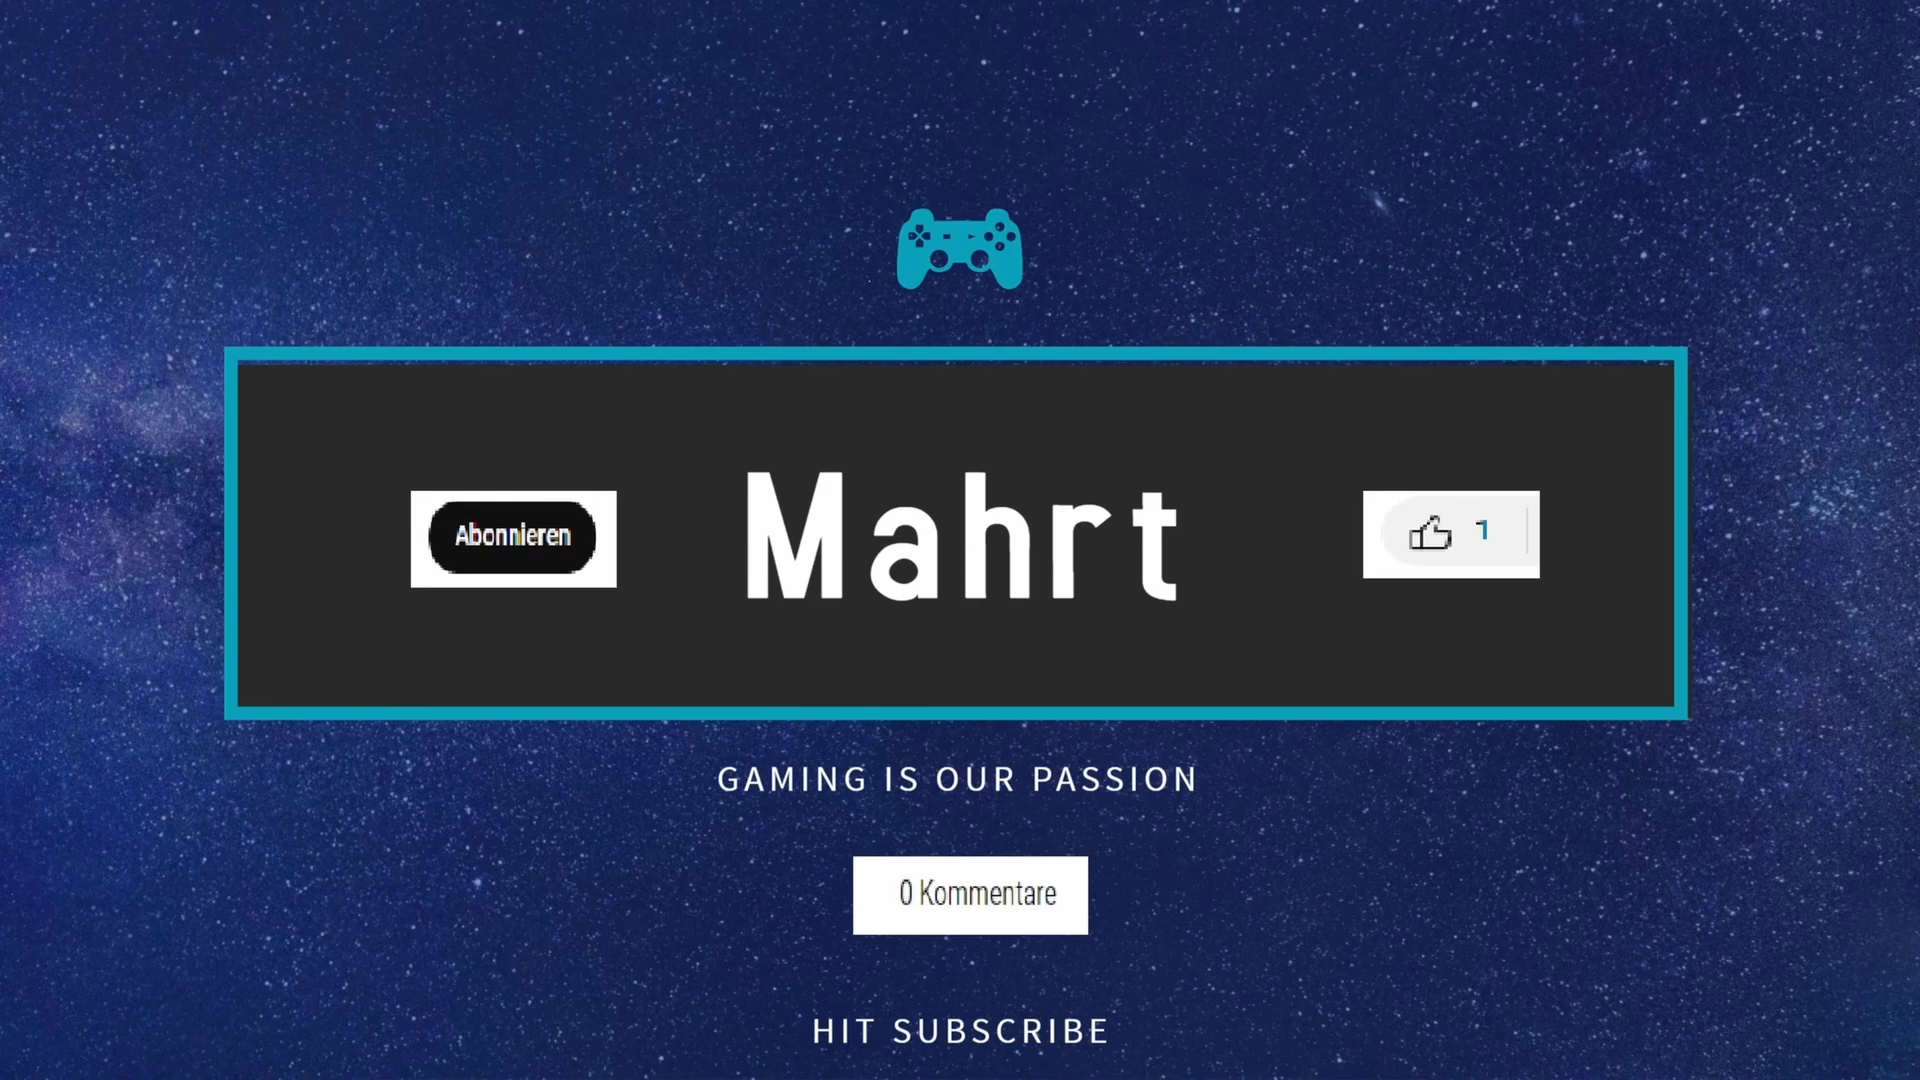 Abonnieren
Mahrt
1
GAMING IS OUR PASSION
0 Kommentare
HIT SUBSCRIBE